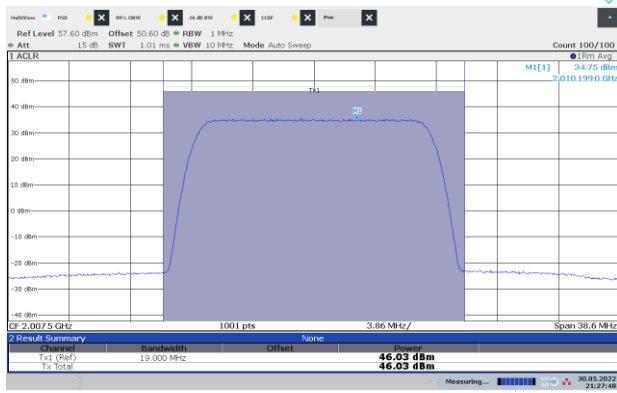 MultiView PSD X 99% OBW X 26 dB BW X CCDF X Pwr X
Ref Level 57.60 dBm Offset 50.60 dB RBW 1 MHz
Att 15 dB SWT 1.01 ms VBW 10 MHz Mode Auto Sweep Count 100/100
1 ACLR 1Rm Avg
M1[1] 34.75 dBm
2.0101990 GHz
Tx1
50 dBm
M1
40 dBm
30 dBm
20 dBm
10 dBm
0 dBm
-10 dBm
-20 dBm
-30 dBm
-40 dBm
CF 2.0075 GHz 1001 pts 3.86 MHz/ Span 38.6 MHz
2 Result Summary None
Channel Bandwidth Offset Power
Tx1 (Ref) 19.000 MHz 46.03 dBm
Tx Total 46.03 dBm
Measuring... 30.05.2022
21:27:48